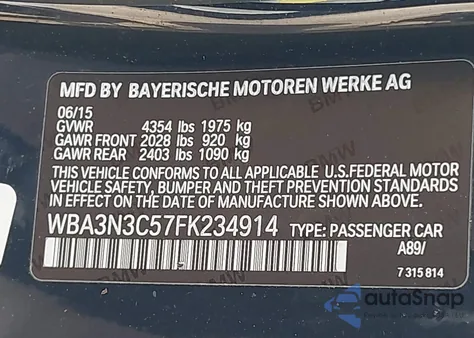 MFD BY BAYERISCHE MOTOREN WERKE AG
06/15
GVWR 4354 lbs 1975 kg
GAWR FRONT 2028 lbs 920 kg
GAWR REAR 2403 lbs 1090 kg
THIS VEHICLE CONFORMS TO ALL APPLICABLE U.S.FEDERAL MOTOR
VEHICLE SAFETY, BUMPER AND THEFT PREVENTION STANDARDS
IN EFFECT ON THE DATE OF MANUFACTURE SHOWN ABOVE.
WBA3N3C57FK234914 TYPE: PASSENGER CAR
A89/
7 315 814
autoSnap